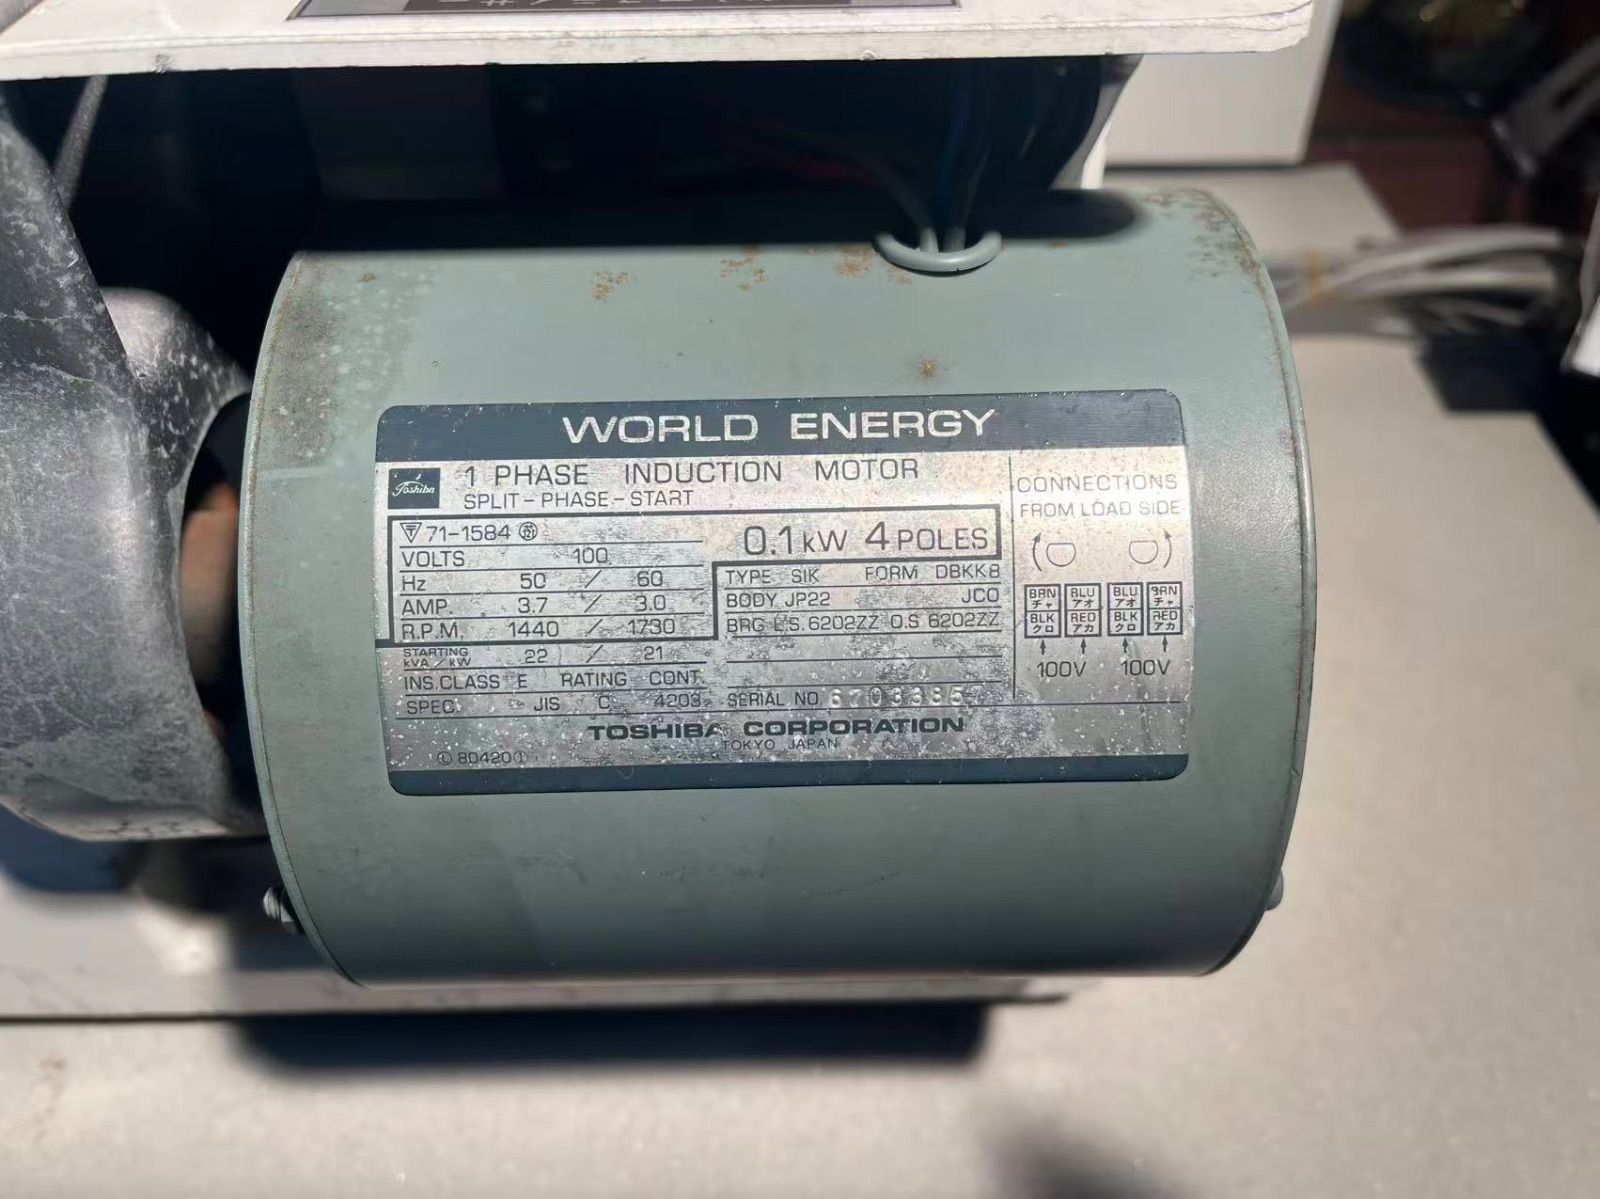 WORLD ENERGY
Toshiba
1 PHASE INDUCTION MOTOR
SPLIT-PHASE-START
71-1584
0.1kW 4POLES
VOLTS 100
Hz 50 / 60
AMP. 3.7 / 3.0
R.P.M. 1440 / 1730
STARTING kVA/kW 22 / 21
INS.CLASS E RATING CONT.
SPEC. JIS C 4203
TYPE SIK FORM DBKK8
BODY JP22 JC0
BRG L.S. 6202ZZ O.S 6202ZZ
SERIAL NO. 6703385
TOSHIBA CORPORATION
TOKYO JAPAN
Ⓛ80420①
CONNECTIONS
FROM LOAD SIDE
BRN BLU BLU BRN
チャ アオ アオ チャ
BLK RED BLK RED
クロ アカ クロ アカ
100V 100V